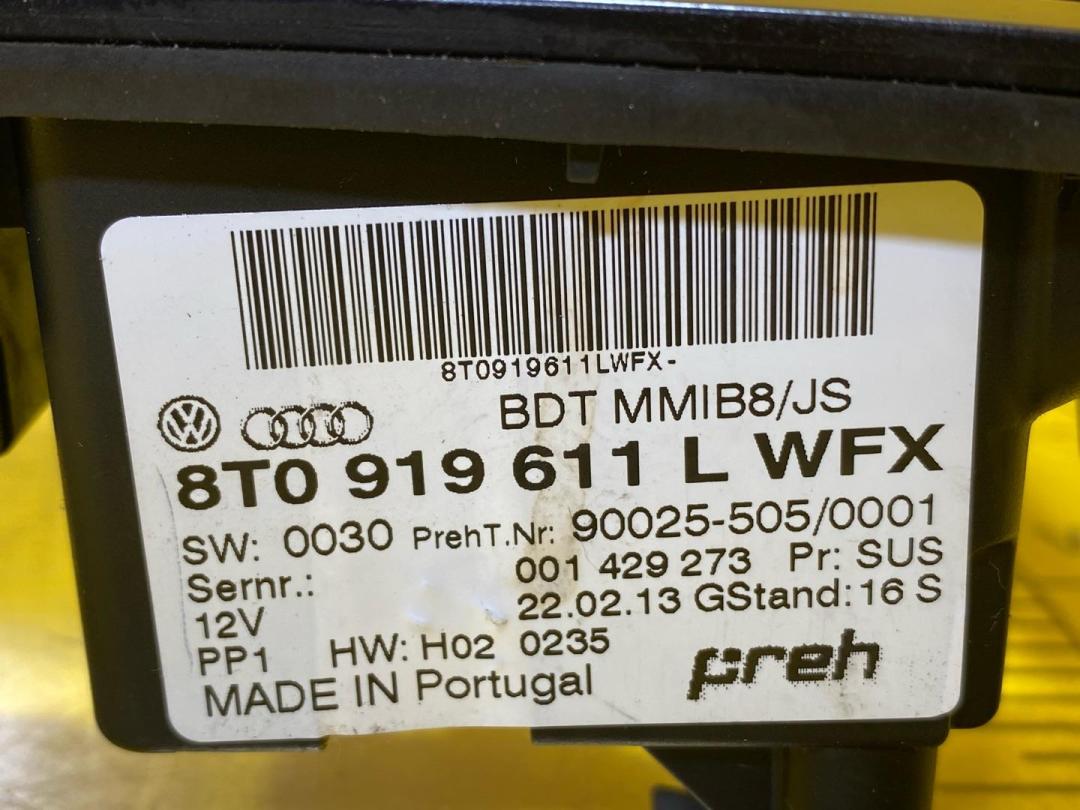 8T0919611LWFX-
BDT MMIB8/JS
8T0 919 611 L WFX
SW: 0030 PrehT.Nr: 90025-505/0001
Sernr.: 001 429 273 Pr: SUS
12V 22.02.13 GStand: 16 S
PP1 HW: H02 0235
MADE IN Portugal
preh